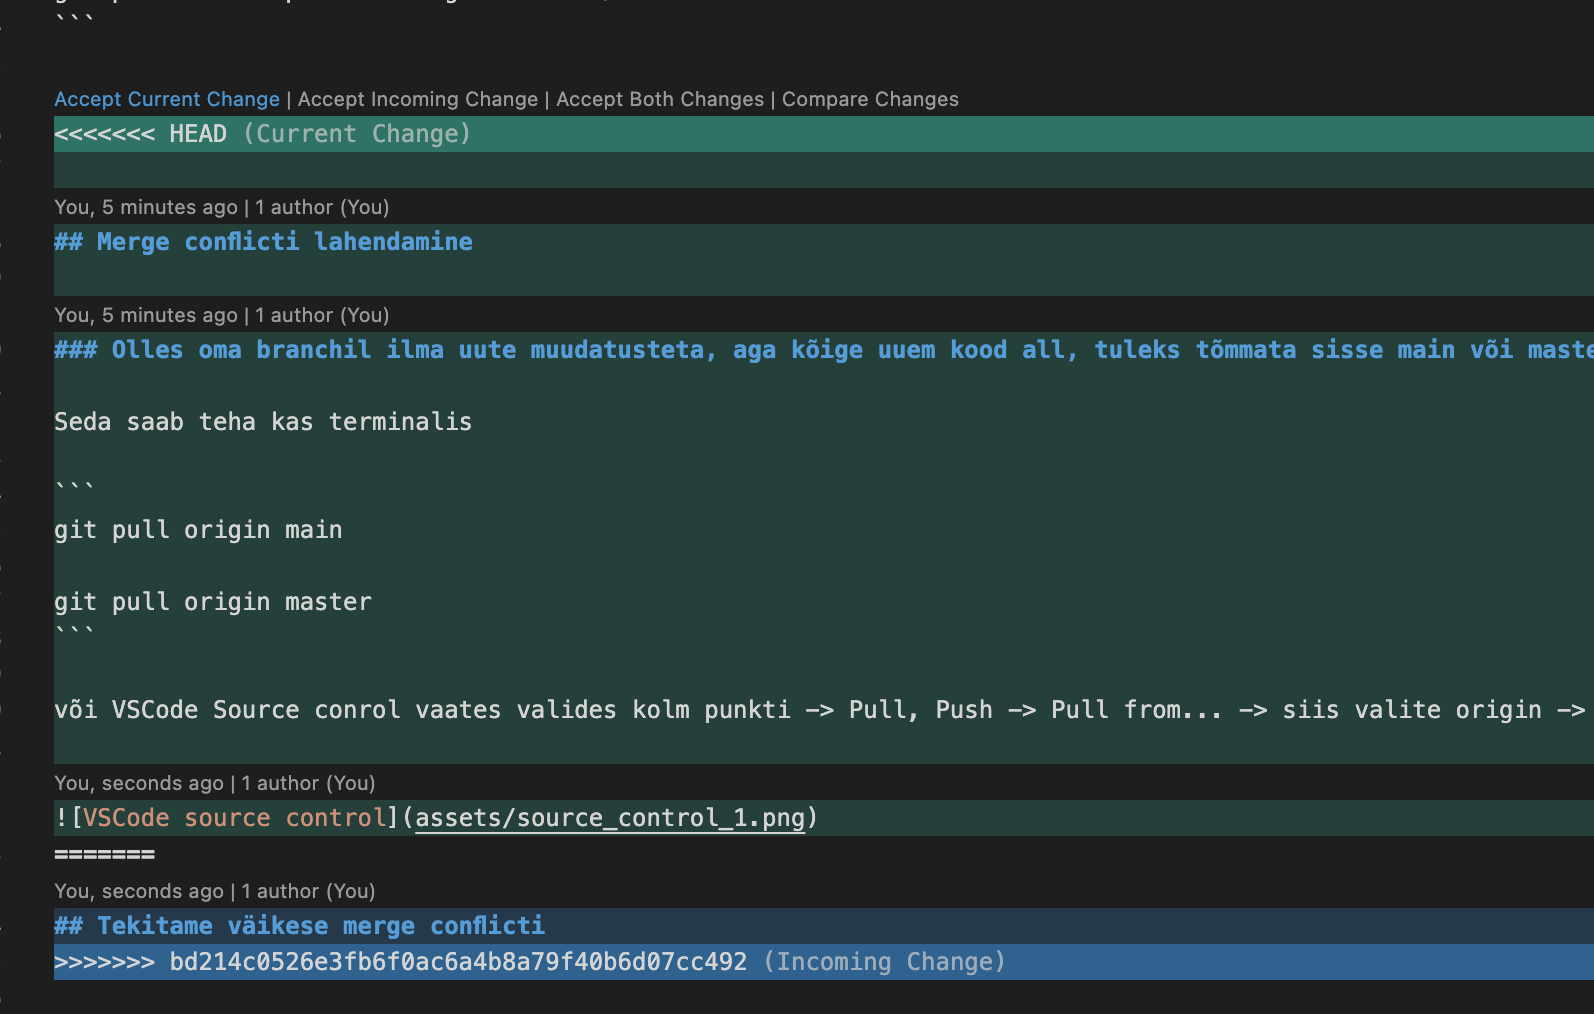 ```
Accept Current Change | Accept Incoming Change | Accept Both Changes | Compare Changes
<<<<<<< HEAD (Current Change)
You, 5 minutes ago | 1 author (You)
## Merge conflicti lahendamine
You, 5 minutes ago | 1 author (You)
### Olles oma branchil ilma uute muudatusteta, aga kõige uuem kood all, tuleks tõmmata sisse main või
Seda saab teha kas terminalis
```
git pull origin main
git pull origin master
```
või VSCode Source conrol vaates valides kolm punkti -> Pull, Push -> Pull from... -> siis valite origin ->
You, seconds ago | 1 author (You)
![VSCode source control](assets/source_control_1.png)
=======
You, seconds ago | 1 author (You)
## Tekitame väikese merge conflicti
>>>>>>> bd214c0526e3fb6f0ac6a4b8a79f40b6d07cc492 (Incoming Change)